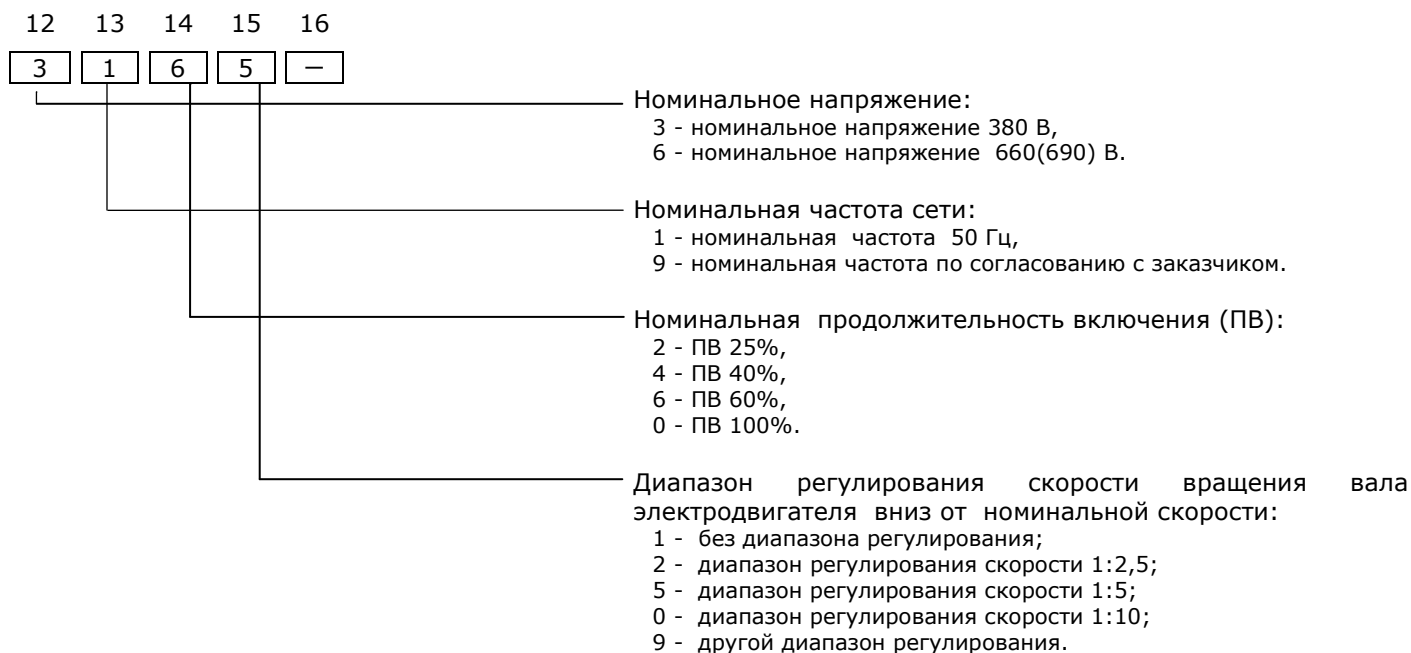 12 13 14 15 16
3 1 6 5 —
Номинальное напряжение:
3 - номинальное напряжение 380 В,
6 - номинальное напряжение 660(690) В.
Номинальная частота сети:
1 - номинальная частота 50 Гц,
9 - номинальная частота по согласованию с заказчиком.
Номинальная продолжительность включения (ПВ):
2 - ПВ 25%,
4 - ПВ 40%,
6 - ПВ 60%,
0 - ПВ 100%.
Диапазон регулирования скорости вращения вала
электродвигателя вниз от номинальной скорости:
1 - без диапазона регулирования;
2 - диапазон регулирования скорости 1:2,5;
5 - диапазон регулирования скорости 1:5;
0 - диапазон регулирования скорости 1:10;
9 - другой диапазон регулирования.